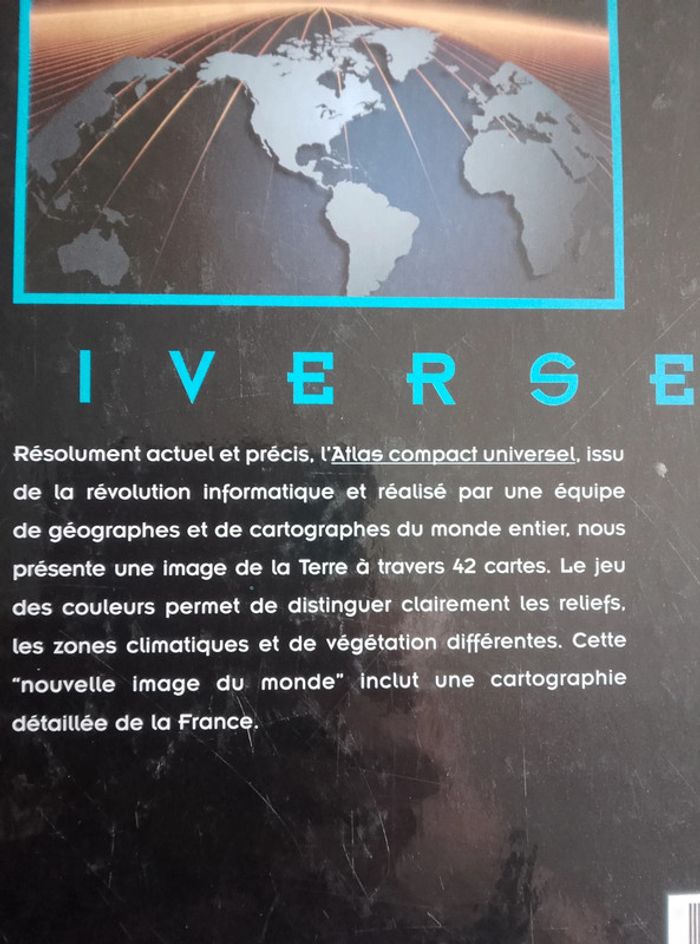 IVERSE
Résolument actuel et précis, l'Atlas compact universel, issu
de la révolution informatique et réalisé par une équipe
de géographes et de cartographes du monde entier, nous
présente une image de la Terre à travers 42 cartes. Le jeu
des couleurs permet de distinguer clairement les reliefs,
les zones climatiques et de végétation différentes. Cette
"nouvelle image du monde" inclut une cartographie
détaillée de la France.